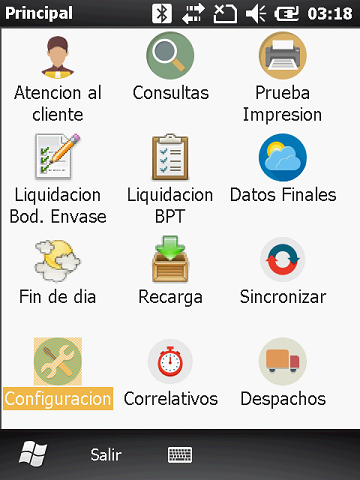 Principal 03:18
Atencion al cliente
Consultas
Prueba Impresion
Liquidacion Bod. Envase
Liquidacion BPT
Datos Finales
Fin de dia
Recarga
Sincronizar
Configuracion
Correlativos
Despachos
Salir